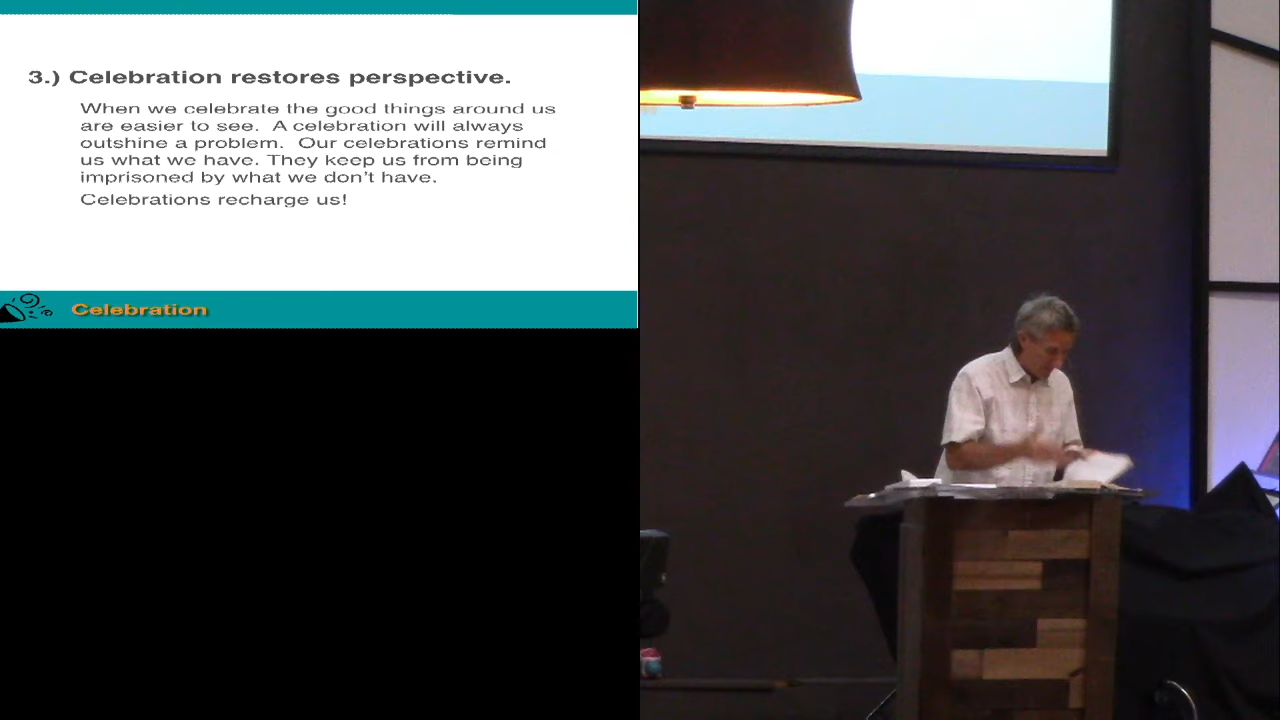 3.) Celebration restores perspective.
When we celebrate the good things around us
are easier to see.  A celebration will always
outshine a problem.  Our celebrations remind
us what we have. They keep us from being
imprisoned by what we don't have.
Celebrations recharge us!
Celebration